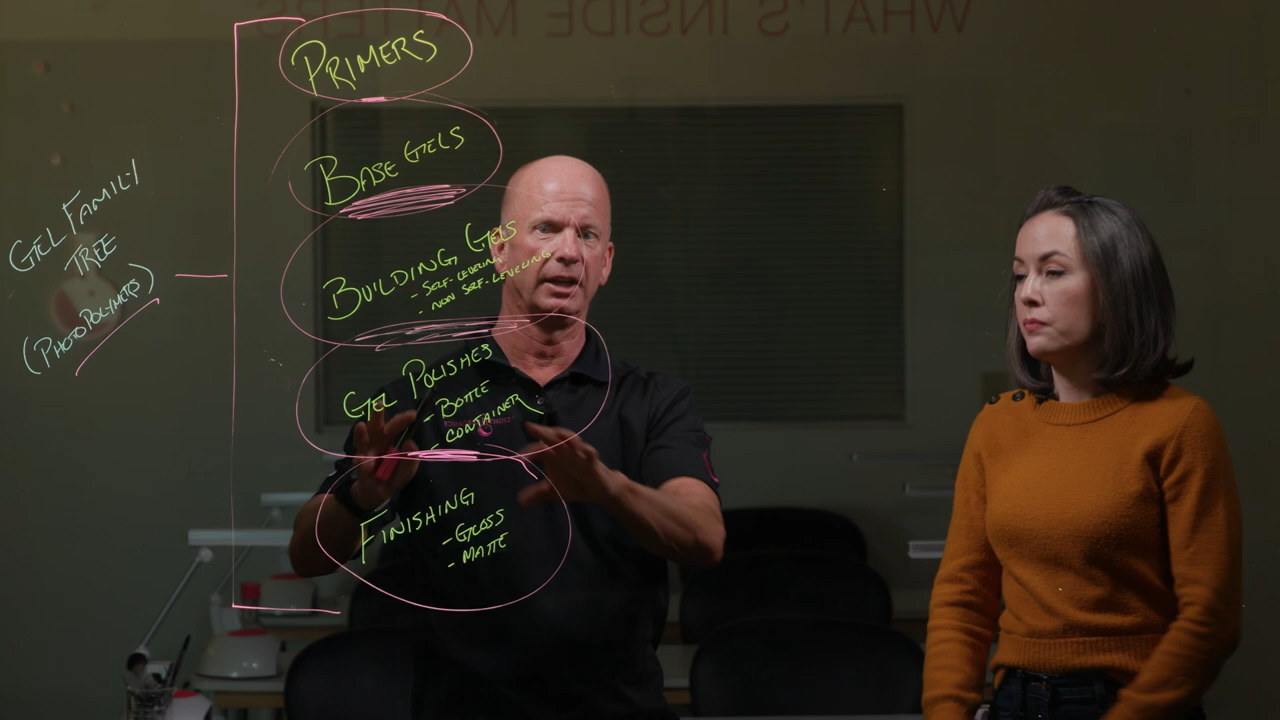 WHAT'S INSIDE MATTERS
PRIMERS
BASE GELS
BUILDING GELS
- SELF-LEVELING
- NON SELF-LEVELING
GEL POLISHES
- BOTTLE
- CONTAINER
FINISHING
- GLOSS
- MATTE
GEL FAMILY
TREE
(PHOTOPOLYMERS)